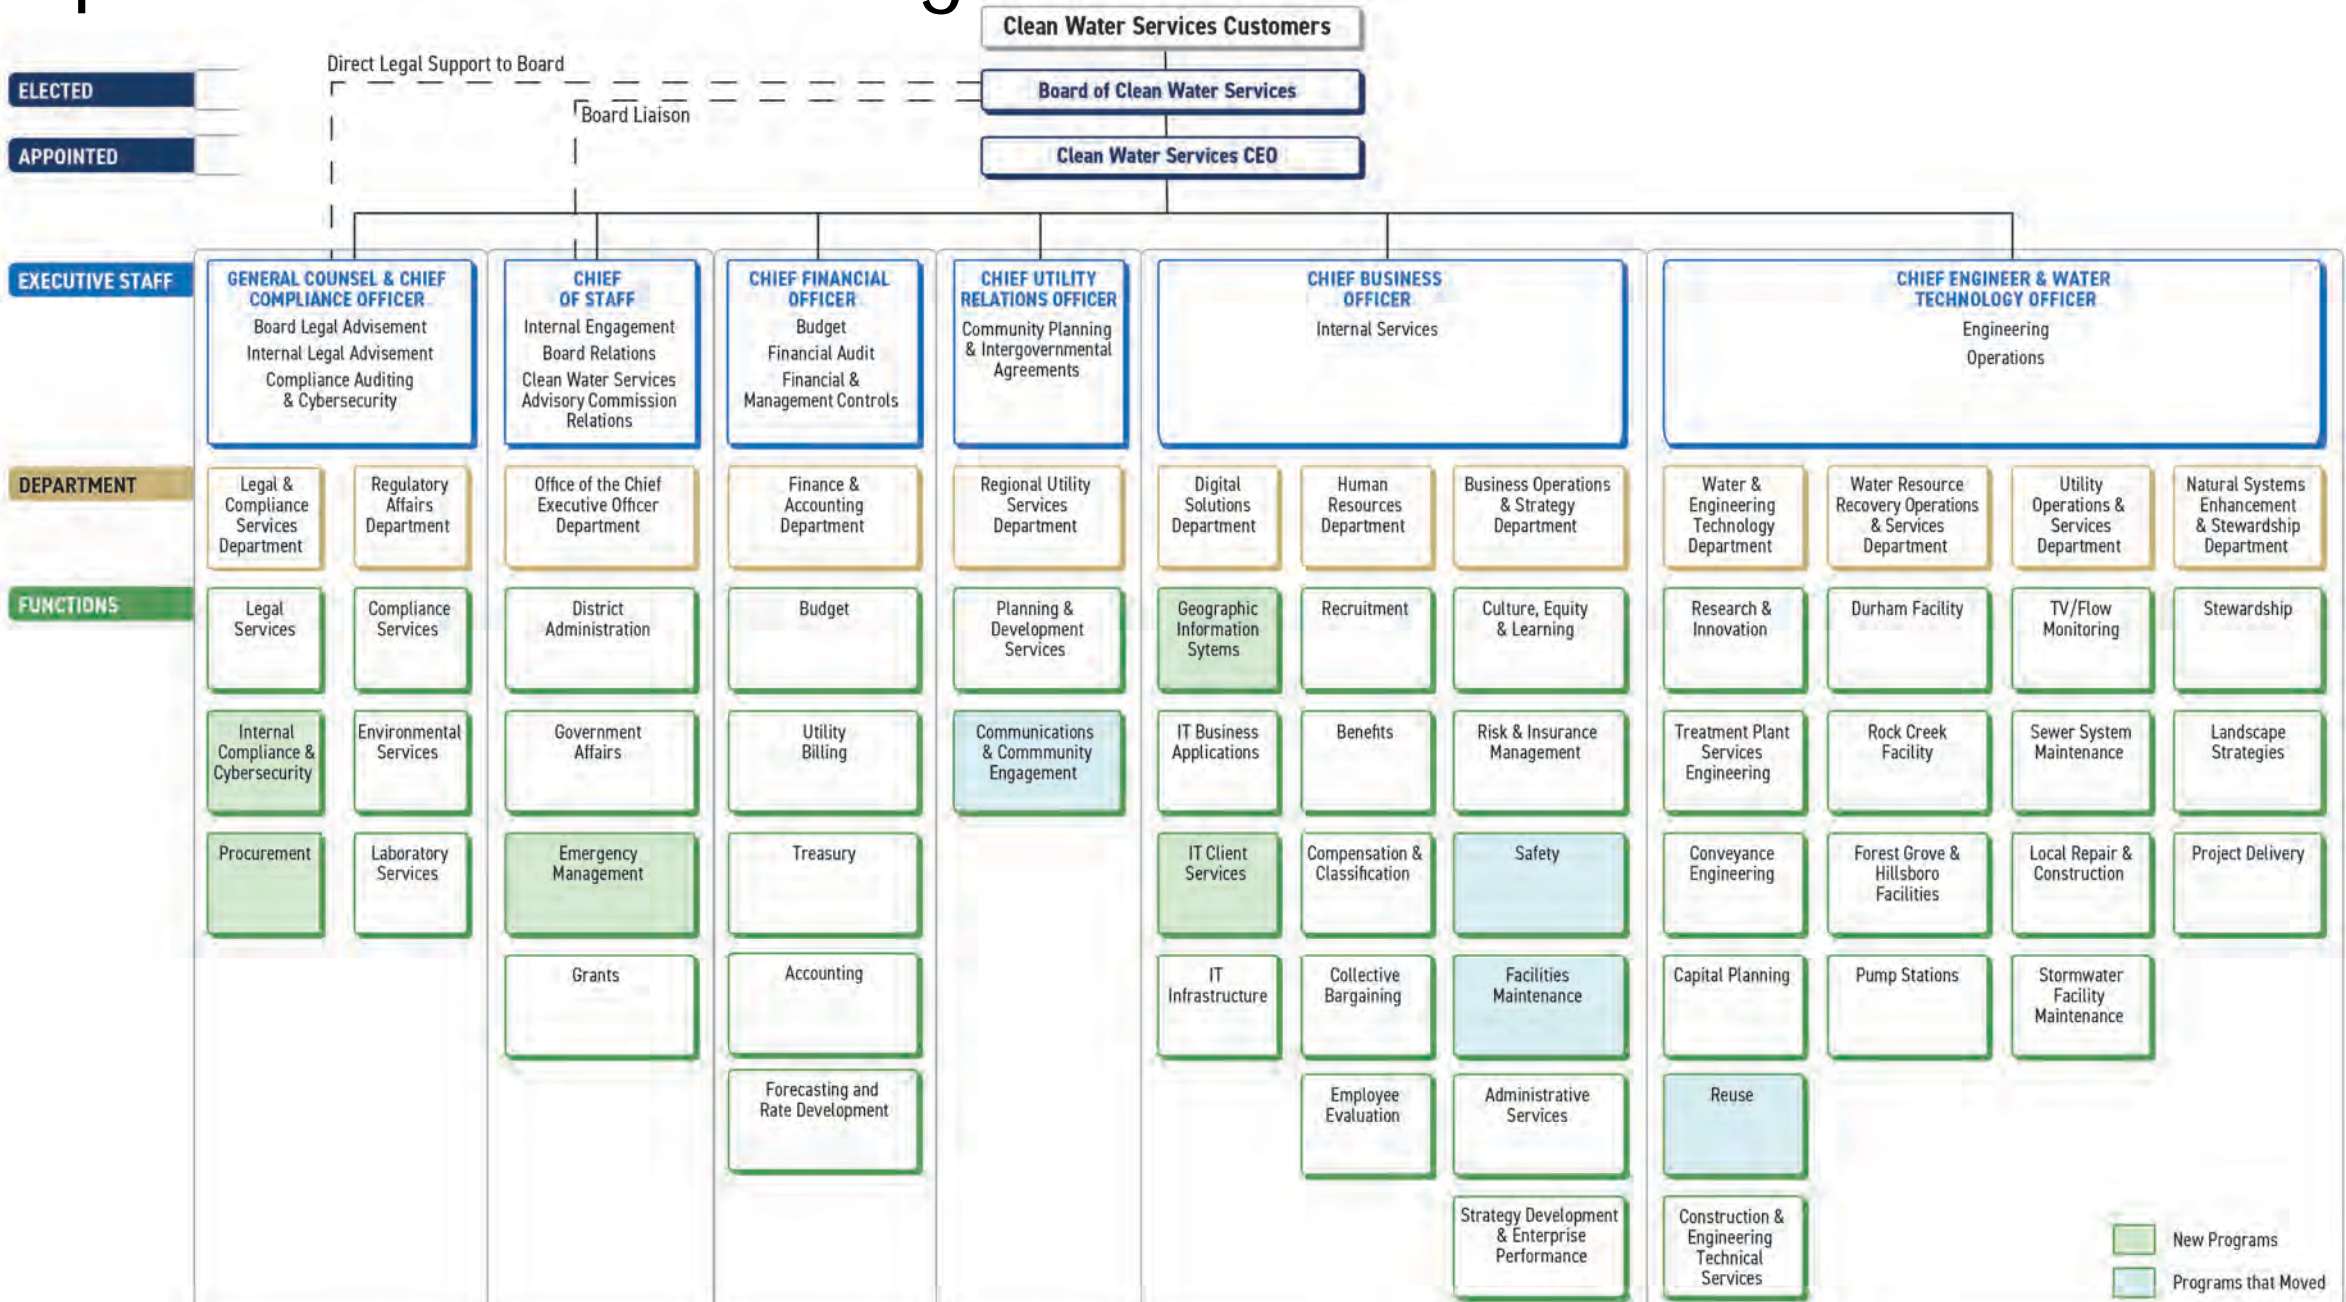 Clean Water Services Customers
Direct Legal Support to Board
ELECTED
Board of Clean Water Services
Board Liaison
APPOINTED
Clean Water Services CEO
EXECUTIVE STAFF
GENERAL COUNSEL & CHIEF
COMPLIANCE OFFICER
Board Legal Advisement
Internal Legal Advisement
Compliance Auditing
& Cybersecurity
CHIEF
OF STAFF
Internal Engagement
Board Relations
Clean Water Services
Advisory Commission
Relations
CHIEF FINANCIAL
OFFICER
Budget
Financial Audit
Financial &
Management Controls
CHIEF UTILITY
RELATIONS OFFICER
Community Planning
& Intergovernmental
Agreements
CHIEF BUSINESS
OFFICER
Internal Services
CHIEF ENGINEER & WATER
TECHNOLOGY OFFICER
Engineering
Operations
DEPARTMENT
Legal &
Compliance
Services
Department
Regulatory
Affairs
Department
Office of the Chief
Executive Officer
Department
Finance &
Accounting
Department
Regional Utility
Services
Department
Digital
Solutions
Department
Human
Resources
Department
Business Operations
& Strategy
Department
Water &
Engineering
Technology
Department
Water Resource
Recovery Operations
& Services
Department
Utility
Operations &
Services
Department
Natural Systems
Enhancement
& Stewardship
Department
FUNCTIONS
Legal
Services
Compliance
Services
District
Administration
Budget
Planning &
Development
Services
Geographic
Information
Sytems
Recruitment
Culture, Equity
& Learning
Research &
Innovation
Durham Facility
TV/Flow
Monitoring
Stewardship
Internal
Compliance &
Cybersecurity
Environmental
Services
Government
Affairs
Utility
Billing
Communications
& Commmunity
Engagement
IT Business
Applications
Benefits
Risk & Insurance
Management
Treatment Plant
Services
Engineering
Rock Creek
Facility
Sewer System
Maintenance
Landscape
Strategies
Procurement
Laboratory
Services
Emergency
Management
Treasury
IT Client
Services
Compensation &
Classification
Safety
Conveyance
Engineering
Forest Grove &
Hillsboro
Facilities
Local Repair &
Construction
Project Delivery
Grants
Accounting
IT
Infrastructure
Collective
Bargaining
Facilities
Maintenance
Capital Planning
Pump Stations
Stormwater
Facility
Maintenance
Forecasting and
Rate Development
Employee
Evaluation
Administrative
Services
Reuse
Strategy Development
& Enterprise
Performance
Construction &
Engineering
Technical
Services
New Programs
Programs that Moved